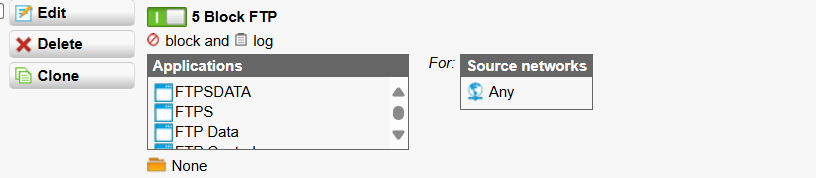 Edit
Delete
Clone
5 Block FTP
block and log
Applications
FTPSDATA
FTPS
FTP Data
For:
Source networks
Any
None